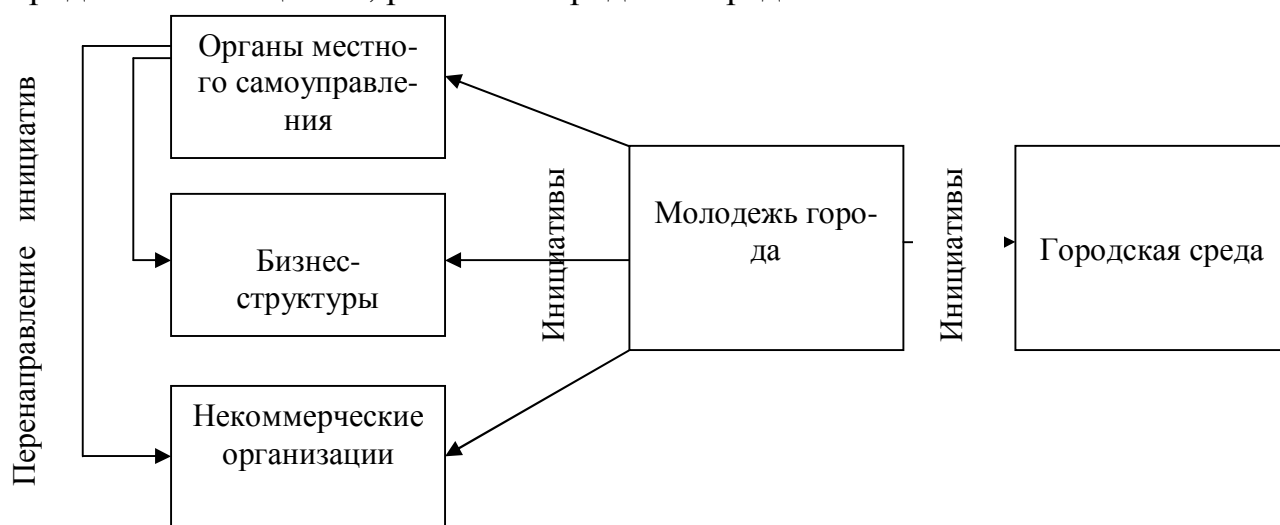 Органы местно-
го самоуправле-
ния
Перенаправление инициатив
Бизнес-
структуры
Некоммерческие
организации
Инициативы
Молодежь горо-
да
Инициативы
Городская среда